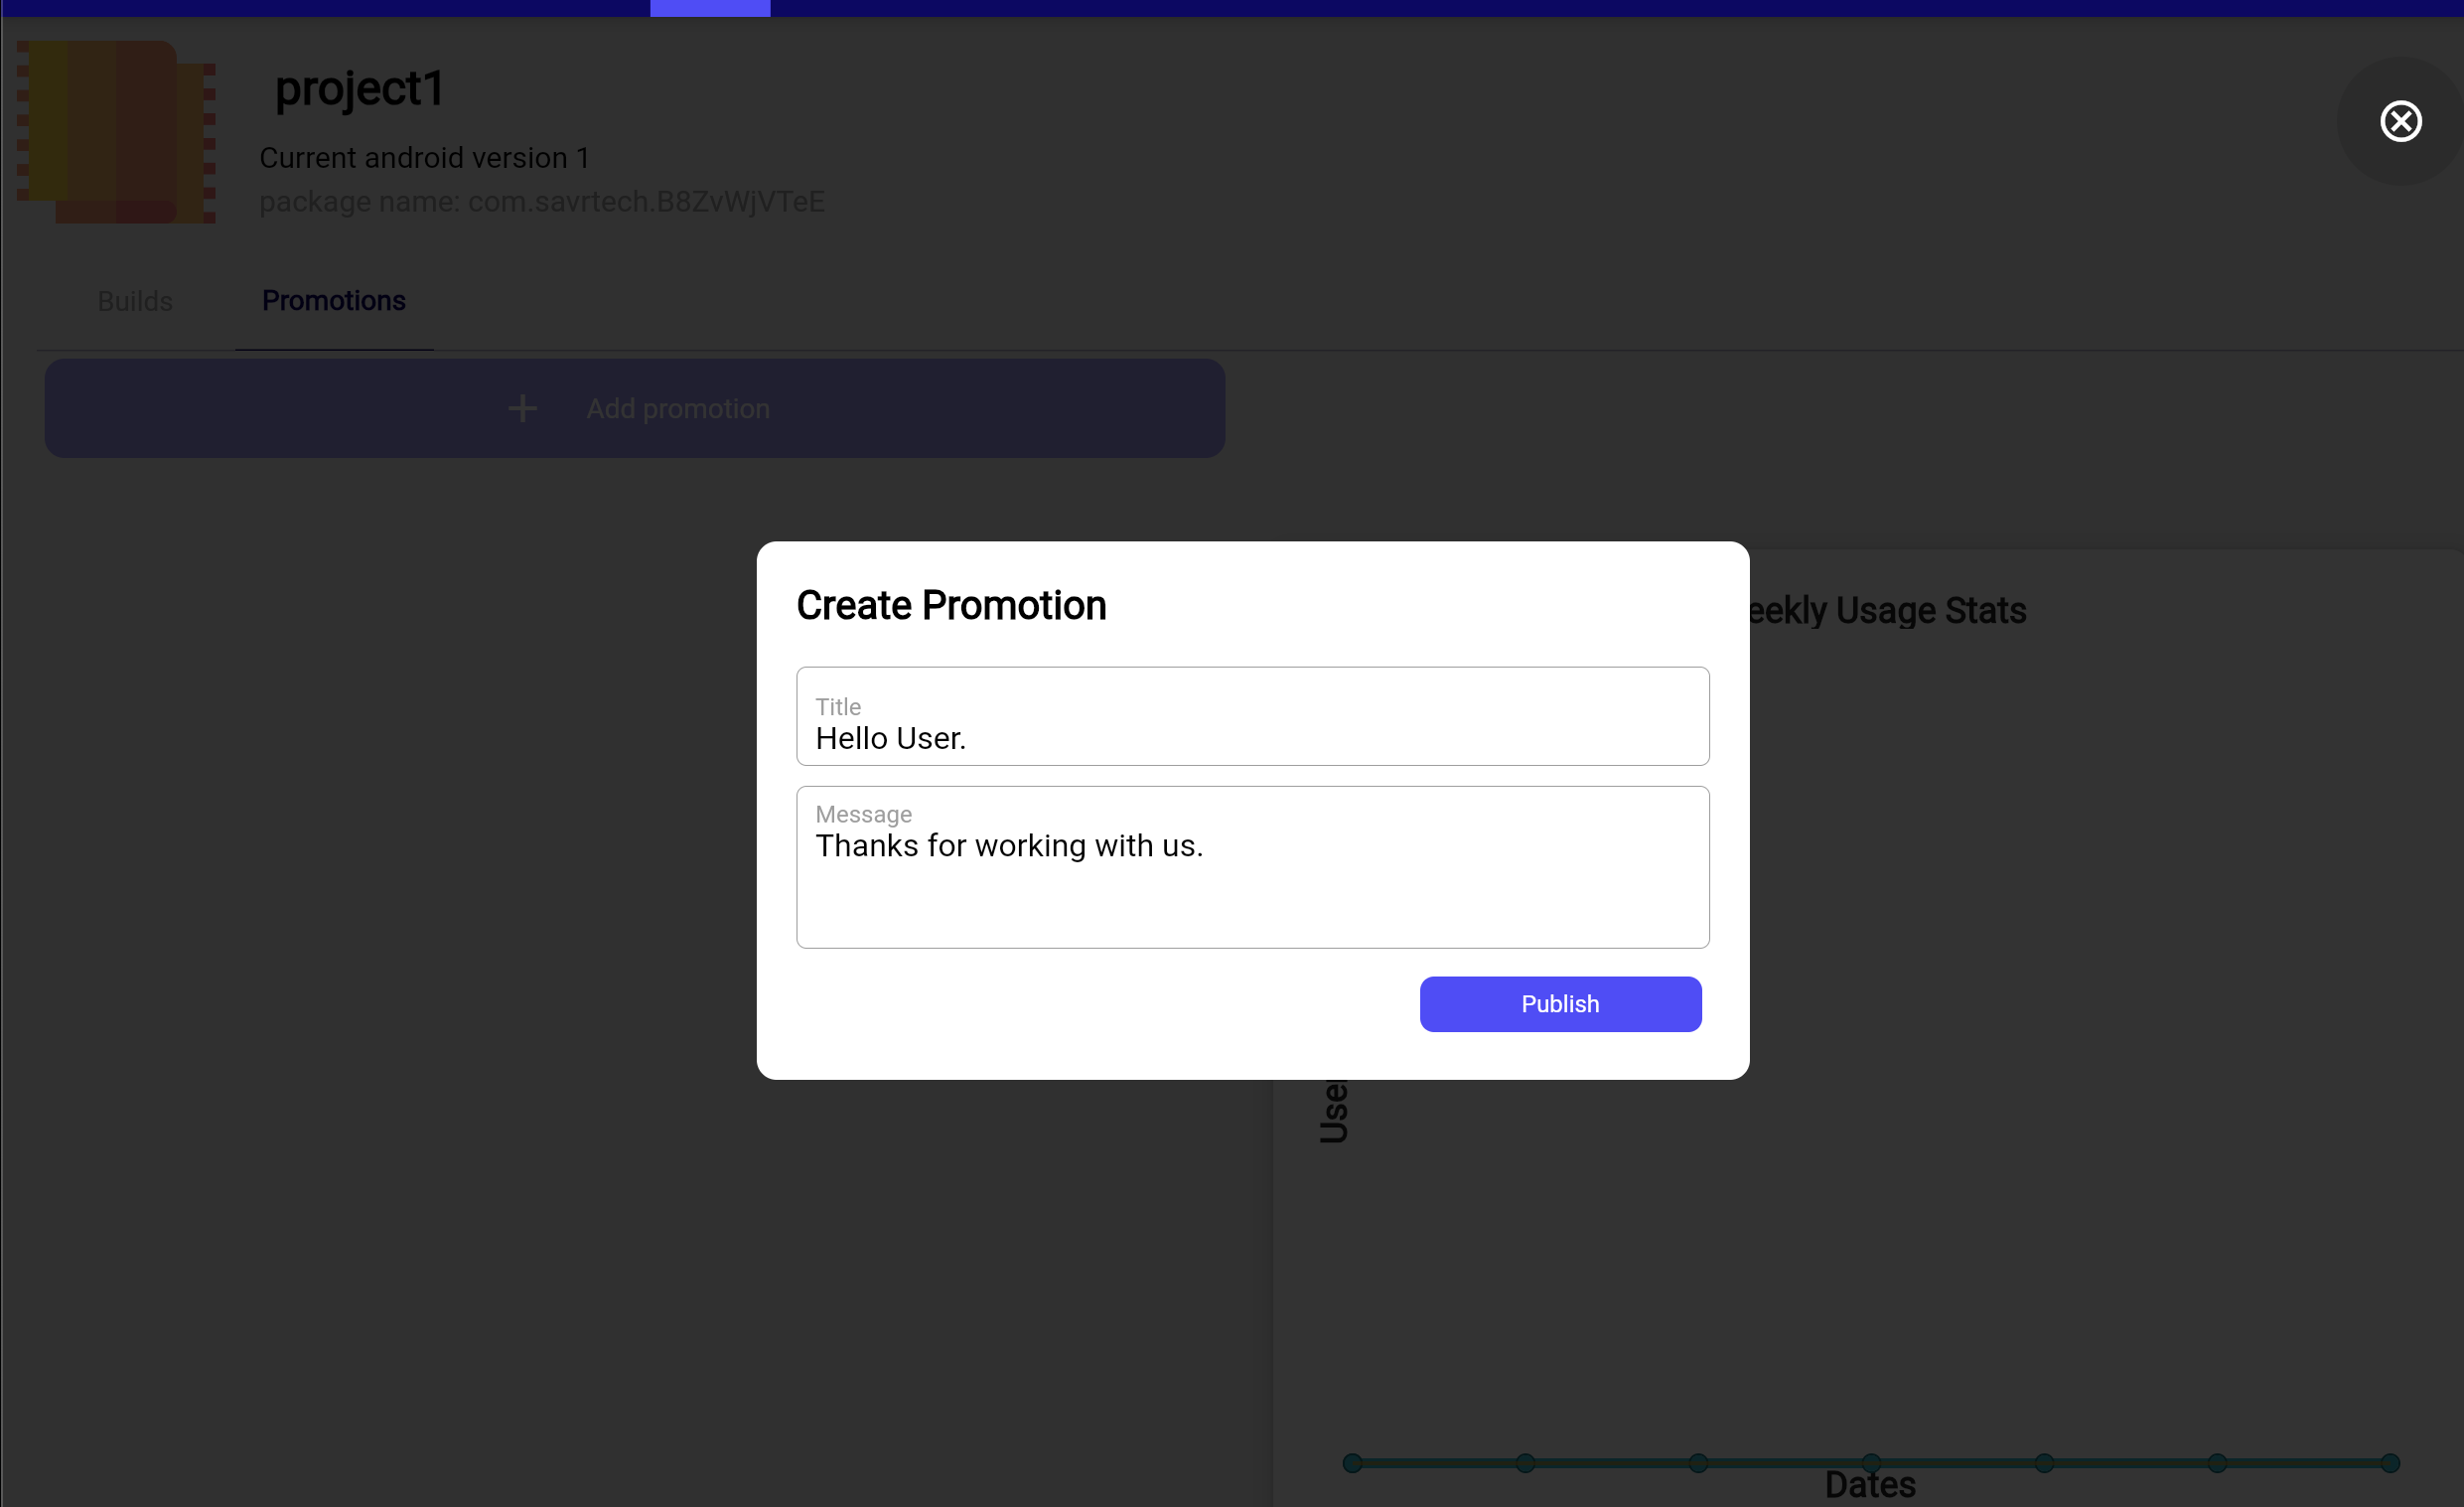 project1
Current android version 1
package name: com.savrtech.B8ZvWjVTeE
Builds
Promotions
+ Add promotion
Create Promotion
Title
Hello User.
Message
Thanks for working with us.
Publish
eekly Usage Stats
Use
Dates